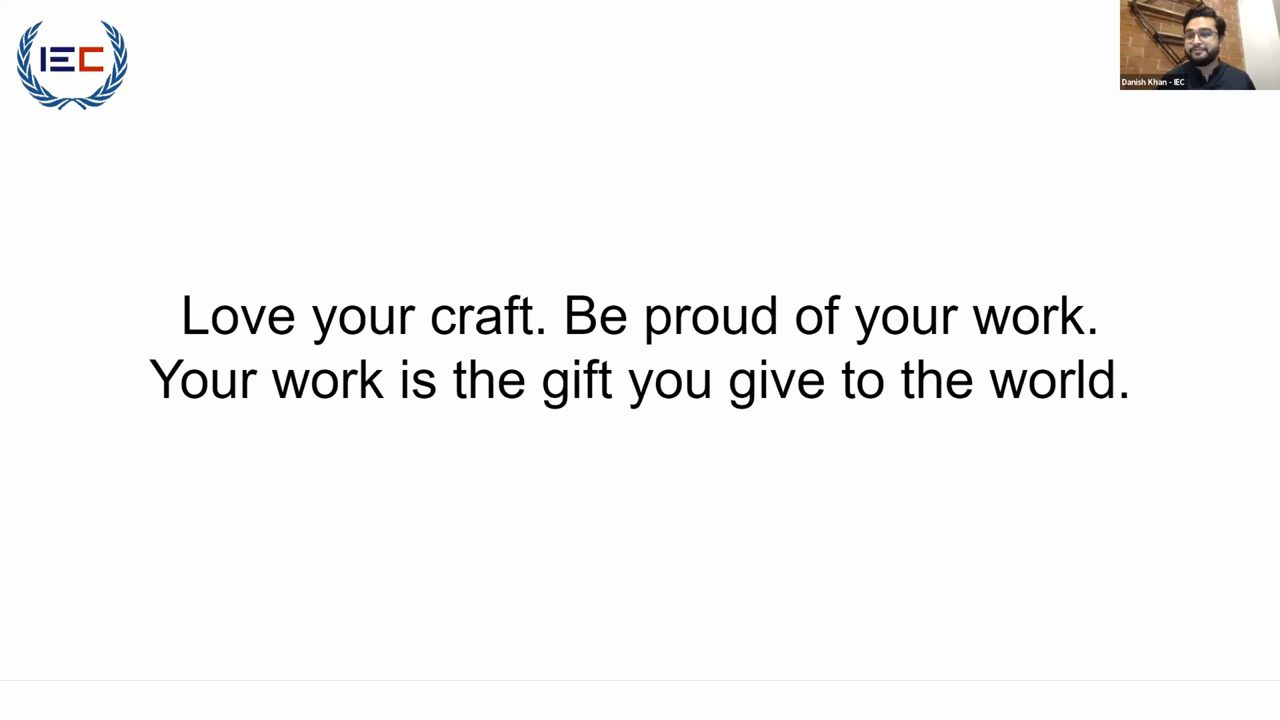 IEC
Danish Khan - IEC
Love your craft. Be proud of your work.
Your work is the gift you give to the world.